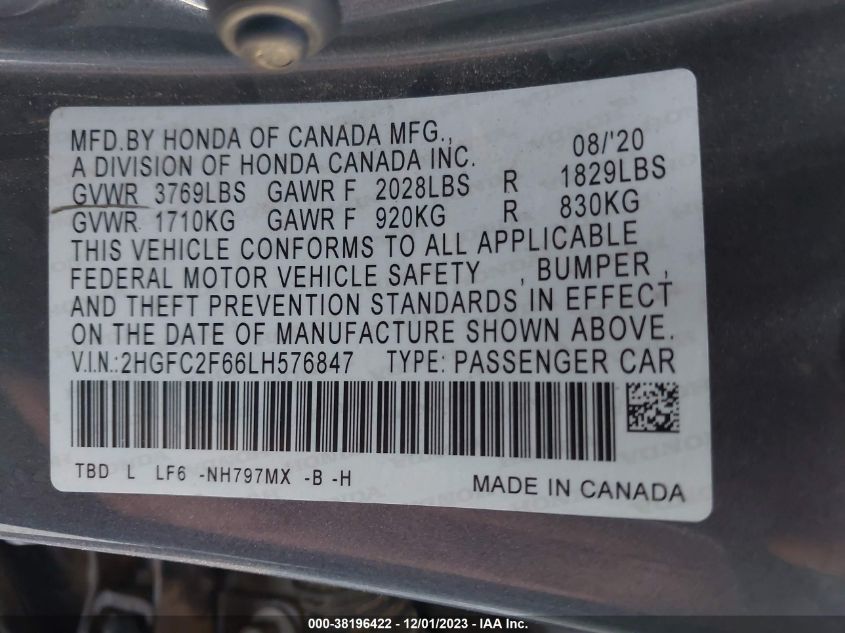 MFD.BY HONDA OF CANADA MFG., 08/'20
A DIVISION OF HONDA CANADA INC.
GVWR 3769LBS GAWR F 2028LBS R 1829LBS
GVWR 1710KG GAWR F 920KG R 830KG
THIS VEHICLE CONFORMS TO ALL APPLICABLE
FEDERAL MOTOR VEHICLE SAFETY , BUMPER ,
AND THEFT PREVENTION STANDARDS IN EFFECT
ON THE DATE OF MANUFACTURE SHOWN ABOVE.
V.I.N.:2HGFC2F66LH576847 TYPE: PASSENGER CAR
TBD L LF6 -NH797MX -B -H MADE IN CANADA
000-38196422 - 12/01/2023 - IAA Inc.